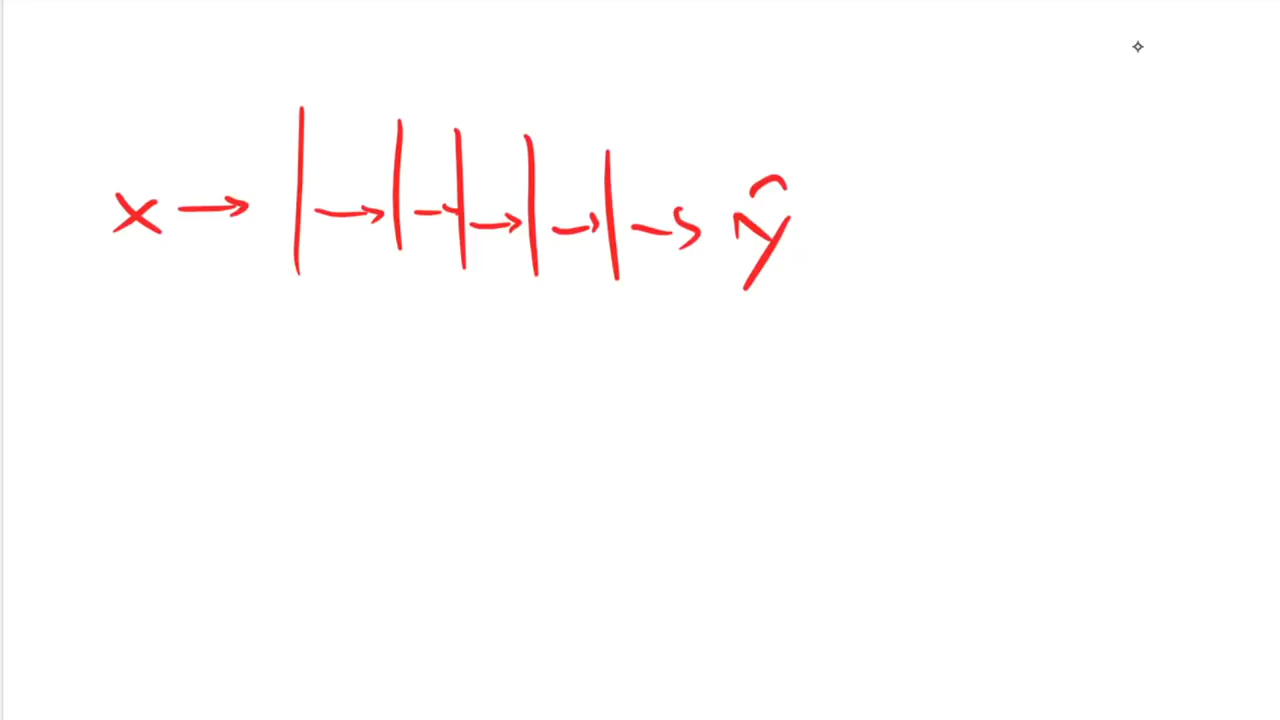 x → | → | → | → | → | → ŷ